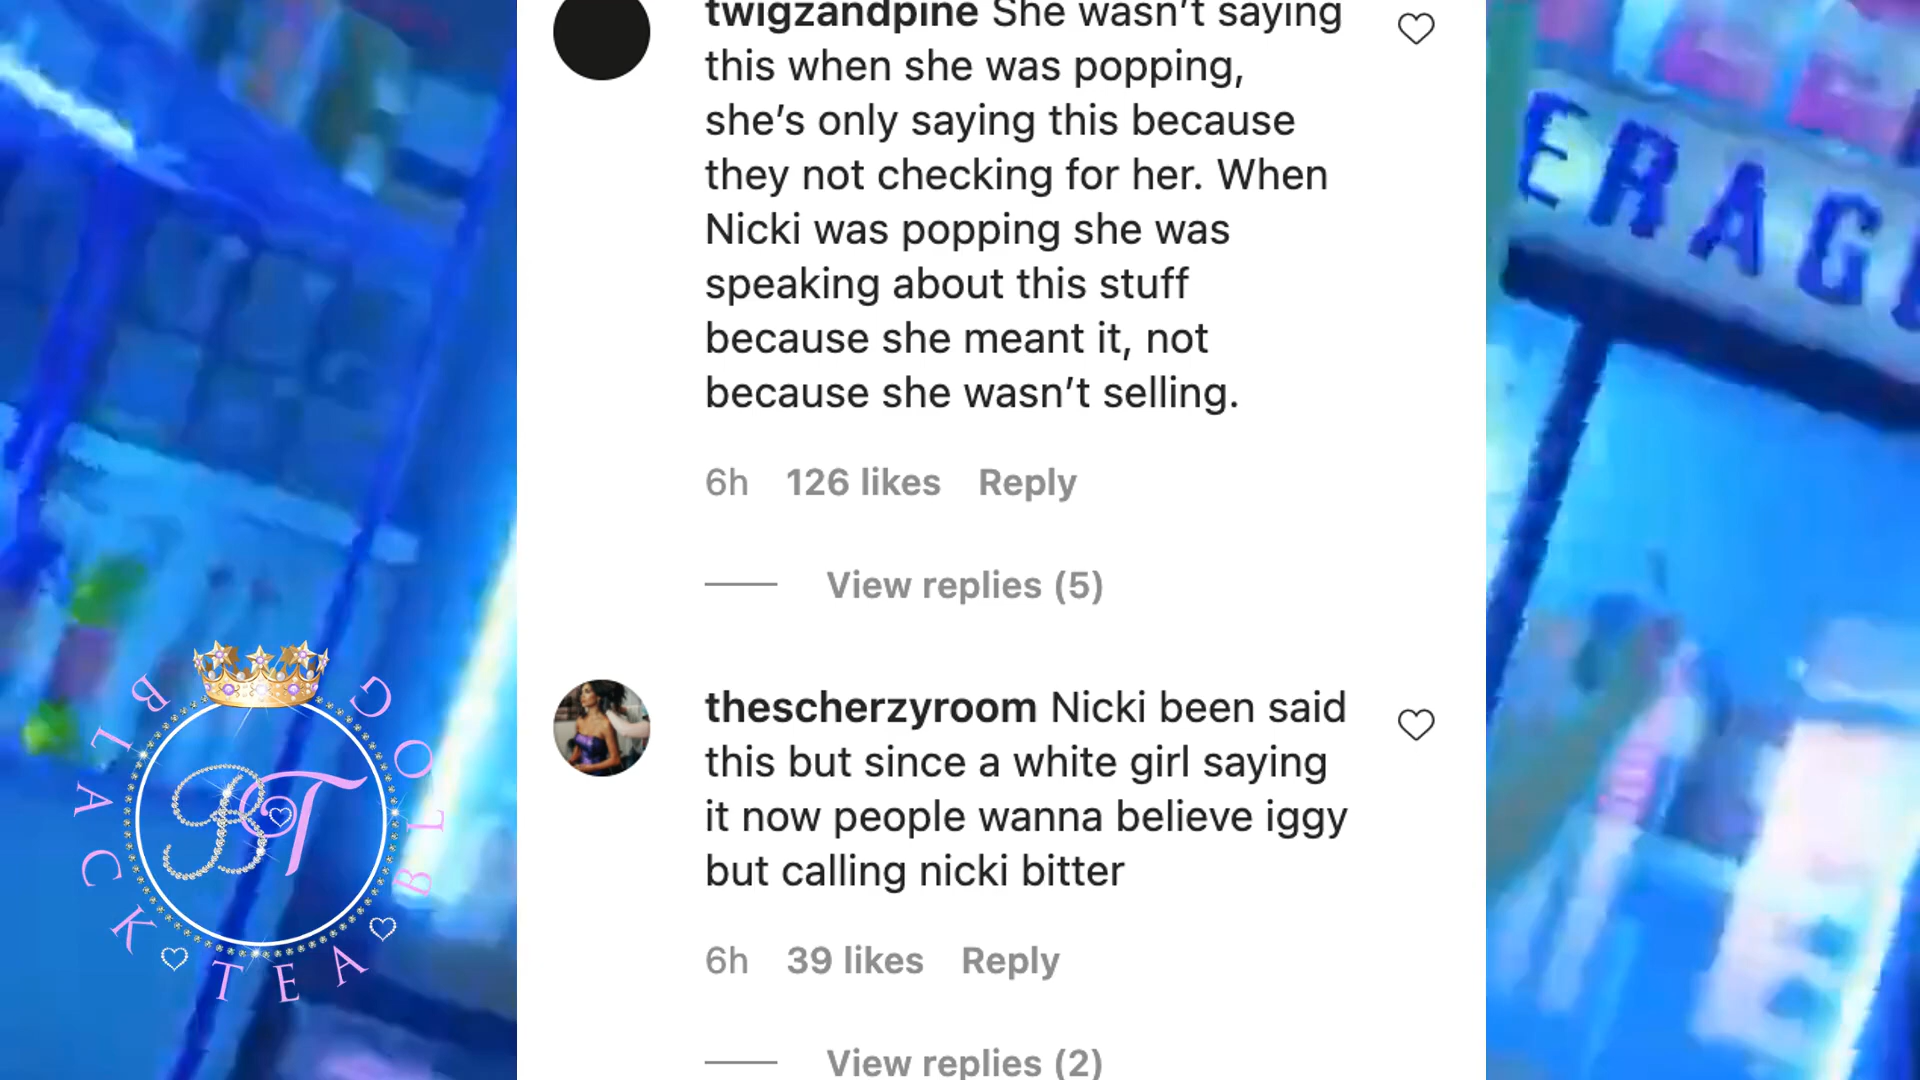 twigzandpine She wasn’t saying
this when she was popping,
she’s only saying this because
they not checking for her. When
Nicki was popping she was
speaking about this stuff
because she meant it, not
because she wasn’t selling.
6h 126 likes Reply
View replies (5)
thescherzyroom Nicki been said
this but since a white girl saying
it now people wanna believe iggy
but calling nicki bitter
6h 39 likes Reply
View replies (2)
BLACK TEA BLOG
BT
ERAG